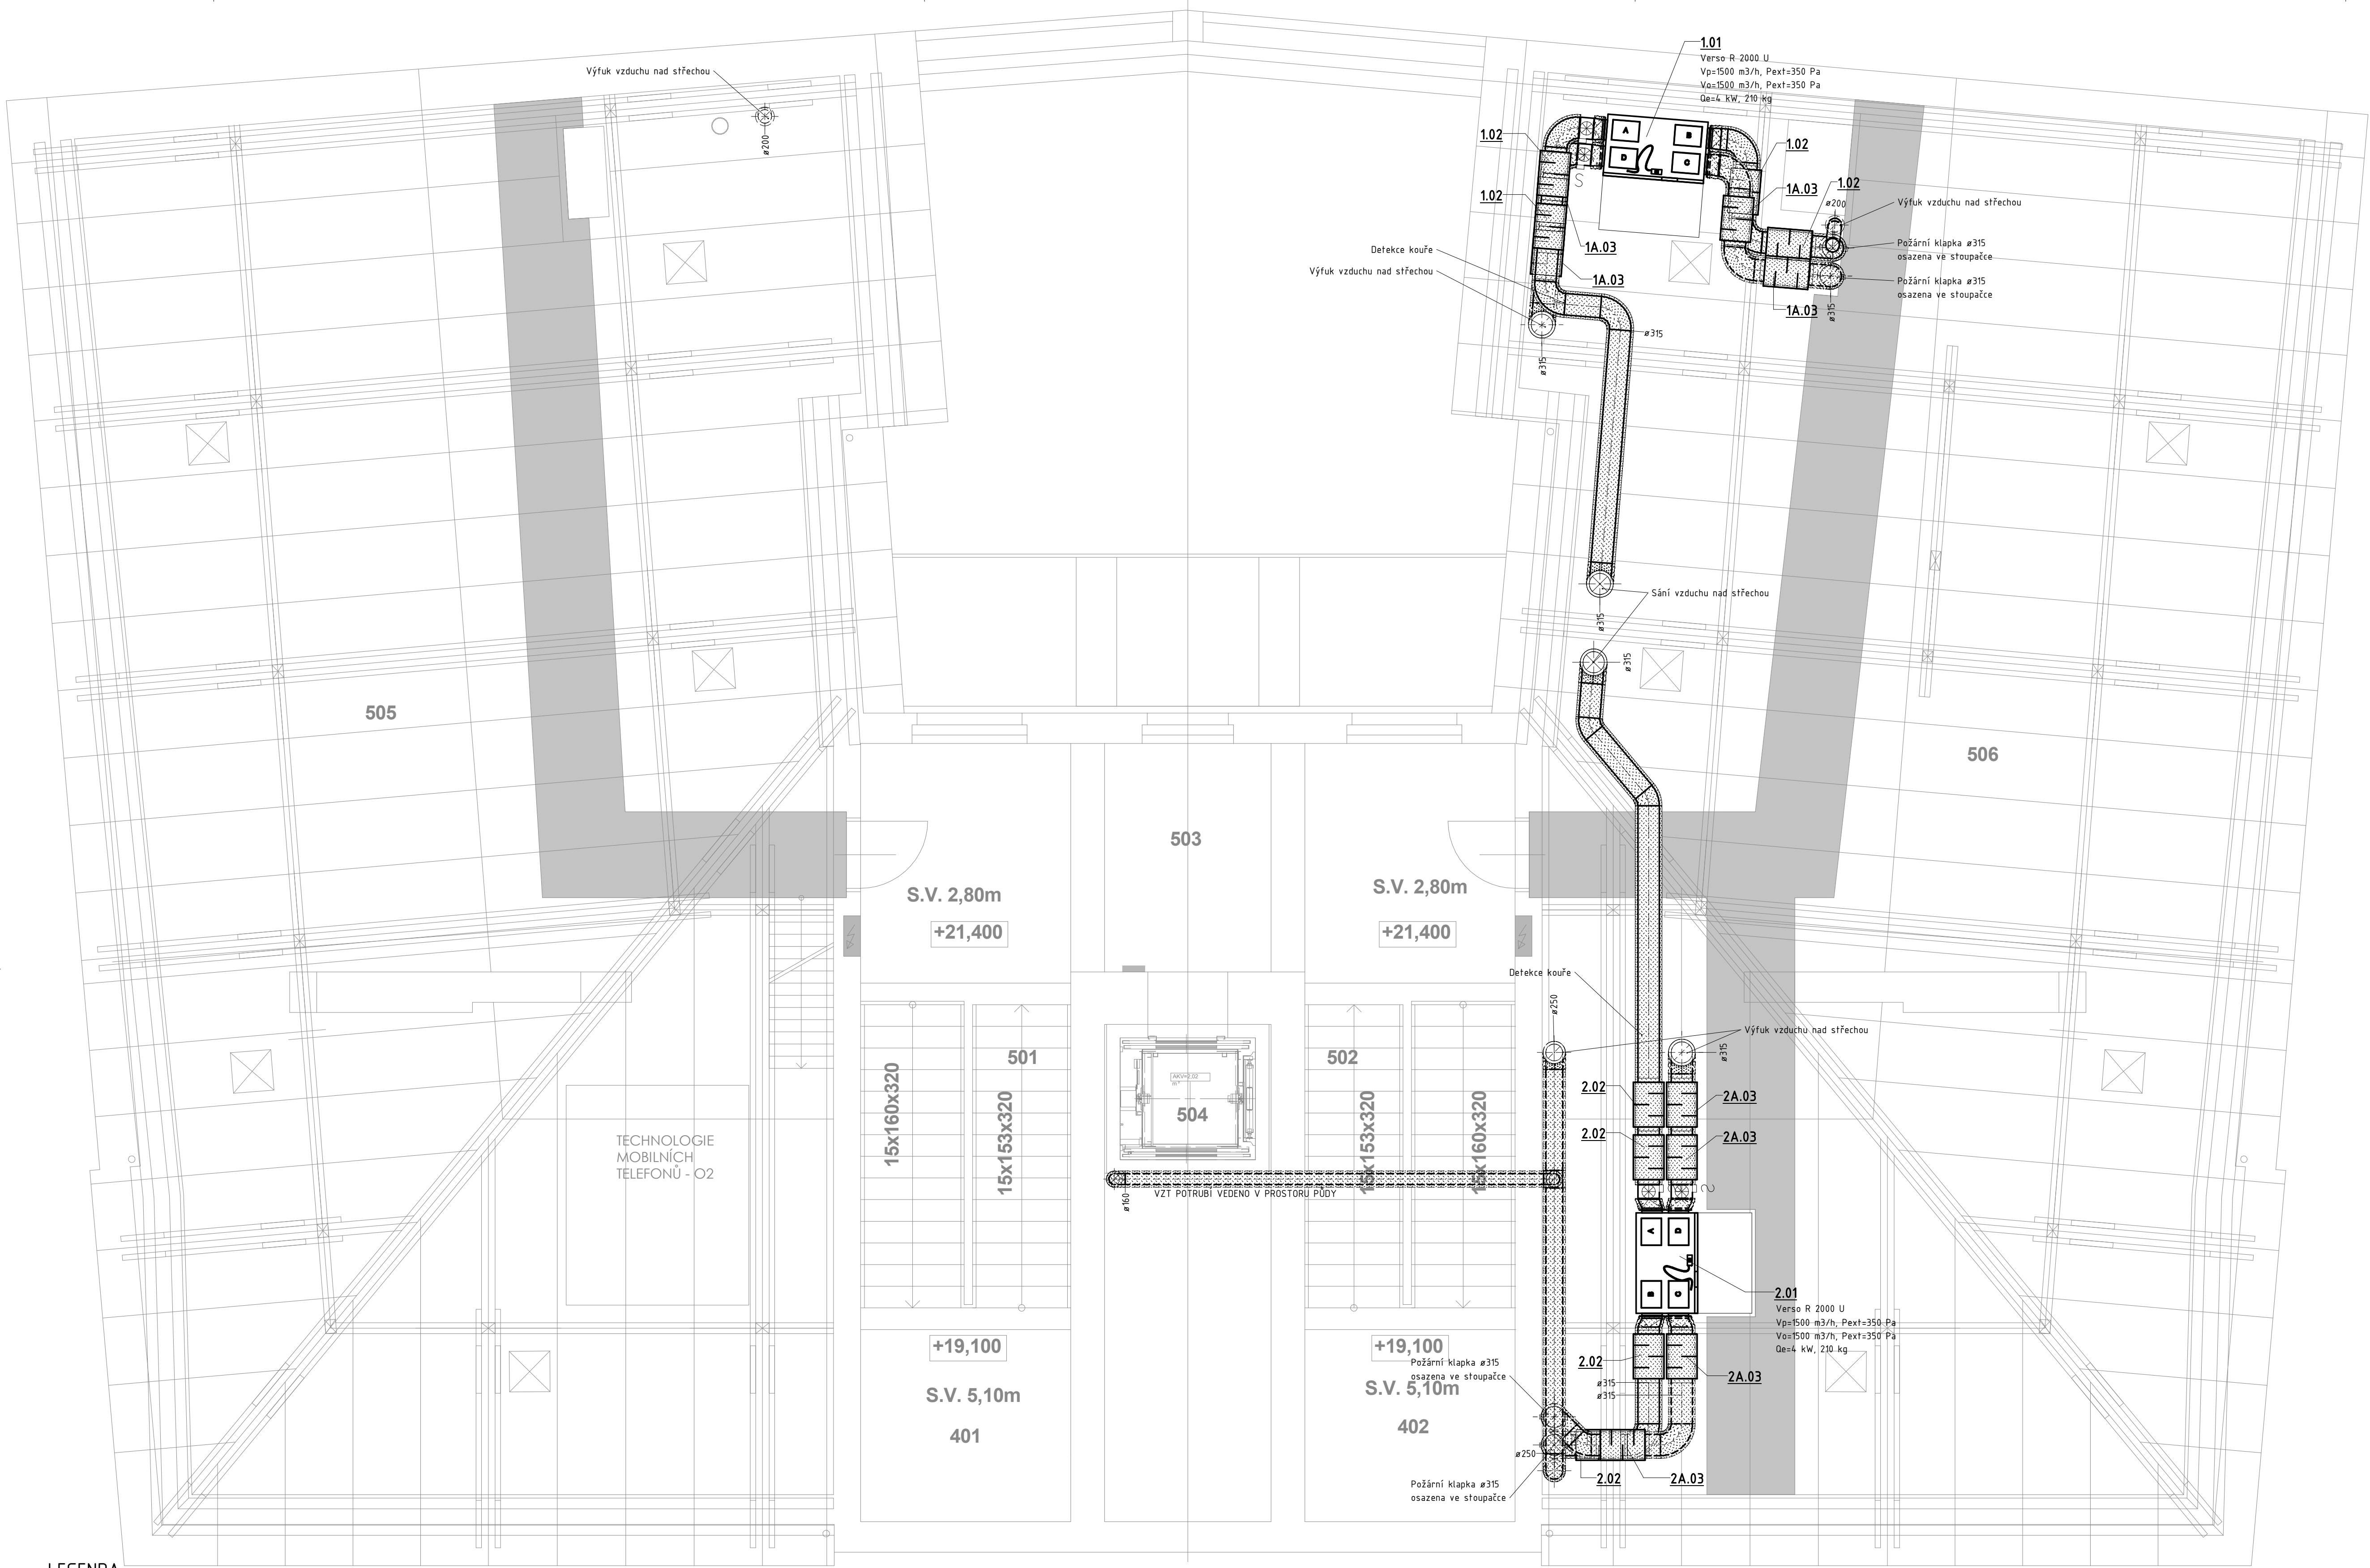 Výfuk vzduchu nad střechou
ø200
1.01
Verso R 2000 U
Vp=1500 m3/h, Pext=350 Pa
Vo=1500 m3/h, Pext=350 Pa
Qe=4 kW, 210 kg
A
B
D
C
S
1.02
1.02
1.02
1A.03
1.02
1A.03
1A.03
1A.03
ø200
Výfuk vzduchu nad střechou
Požární klapka ø315
osazena ve stoupačce
Požární klapka ø315
osazena ve stoupačce
ø315
Detekce kouře
Výfuk vzduchu nad střechou
ø315
ø315
Sání vzduchu nad střechou
ø315
ø315
505
506
503
S.V. 2,80m
+21,400
S.V. 2,80m
+21,400
Detekce kouře
ø250
Výfuk vzduchu nad střechou
ø315
501
502
AKV=2,02
m²
504
15x160x320
15x153x320
15x153x320
15x160x320
TECHNOLOGIE
MOBILNÍCH
TELEFONŮ - O2
ø160
VZT POTRUBÍ VEDENO V PROSTORU PŮDY
2.02
2A.03
2.02
2A.03
S
A
D
B
C
2.01
Verso R 2000 U
Vp=1500 m3/h, Pext=350 Pa
Vo=1500 m3/h, Pext=350 Pa
Qe=4 kW, 210 kg
+19,100
S.V. 5,10m
401
+19,100
S.V. 5,10m
402
Požární klapka ø315
osazena ve stoupačce
2.02
2A.03
ø315
ø315
ø250
2.02
2A.03
Požární klapka ø315
osazena ve stoupačce
LEGENDA